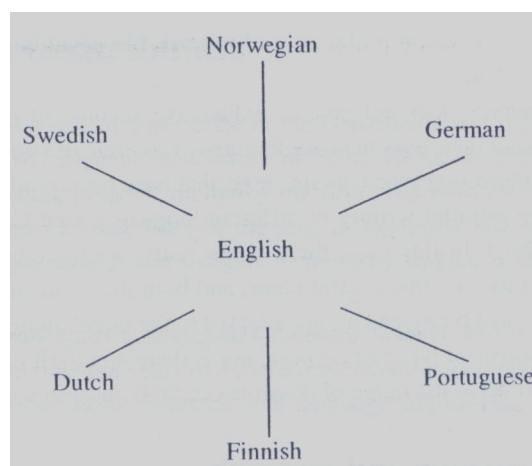 Norwegian
Swedish
German
English
Dutch
Portuguese
Finnish